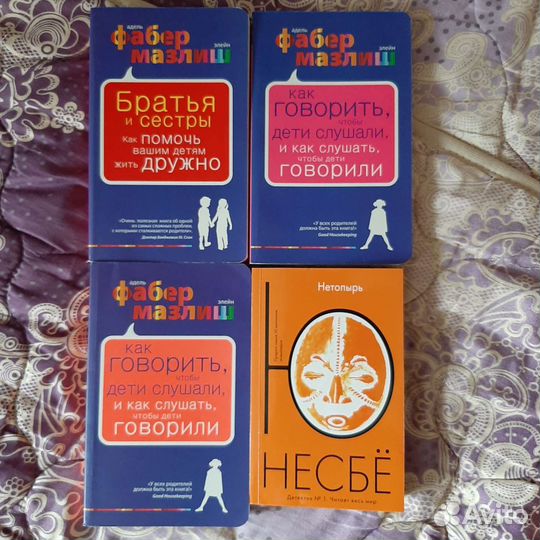 адель
фабер
элейн
мазлиш
Братья
и сестры
Как помочь
вашим детям
жить дружно
«Очень полезная книга об одной
из самых сложных проблем,
с которыми сталкиваются родители».
адель
фабер
элейн
мазлиш
как
говорить,
чтобы
дети слушали,
и как слушать,
чтобы дети
говорили
«У всех родителей
должна быть эта книга!»
Good Housekeeping
адель
фабер
элейн
мазлиш
как
говорить,
чтобы
дети слушали,
и как слушать,
чтобы дети
говорили
«У всех родителей
должна быть эта книга!»
Good Housekeeping
Нетопырь
Ю
НЕСБЁ
Детектив № 1. Читает весь мир
Avito